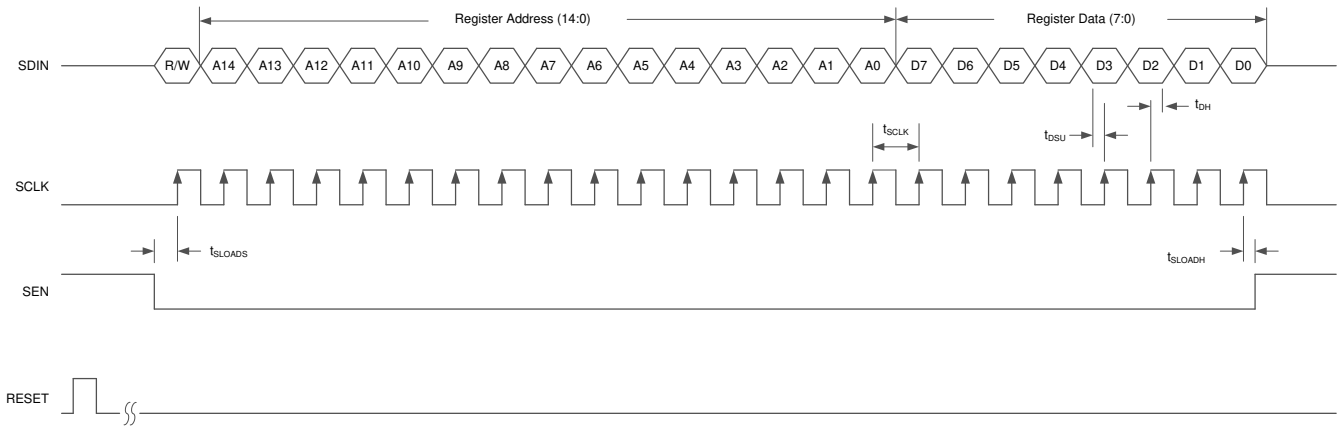 Register Address (14:0) Register Data (7:0)
SDIN R/W A14 A13 A12 A11 A10 A9 A8 A7 A6 A5 A4 A3 A2 A1 A0 D7 D6 D5 D4 D3 D2 D1 D0
tDH
tSCLK tDSU
SCLK
tSLOADS tSLOADH
SEN
RESET